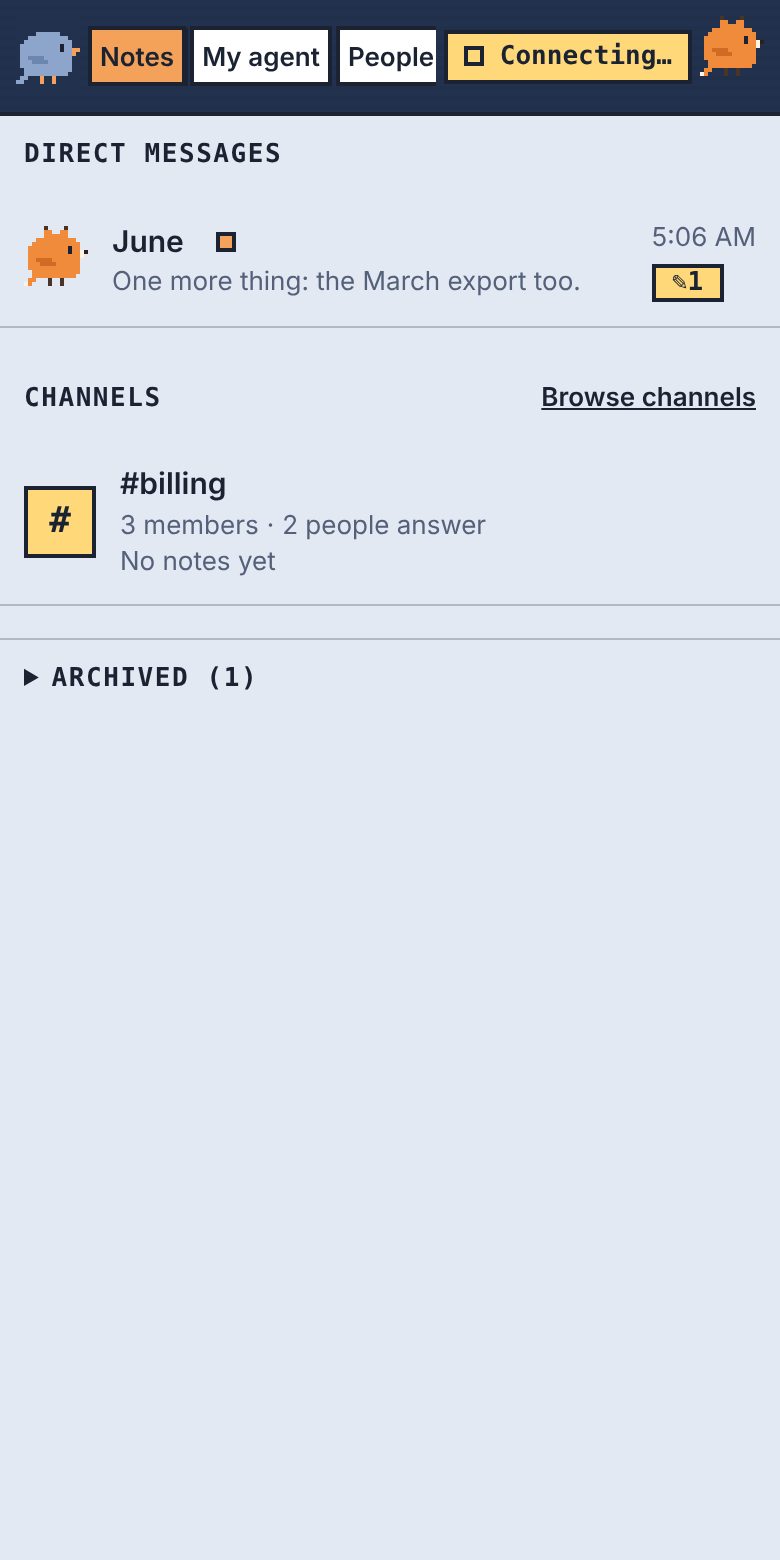 Notes My agent People Connecting…
DIRECT MESSAGES
June 5:06 AM
One more thing: the March export too. ✎1
CHANNELS Browse channels
# #billing
3 members · 2 people answer
No notes yet
ARCHIVED (1)